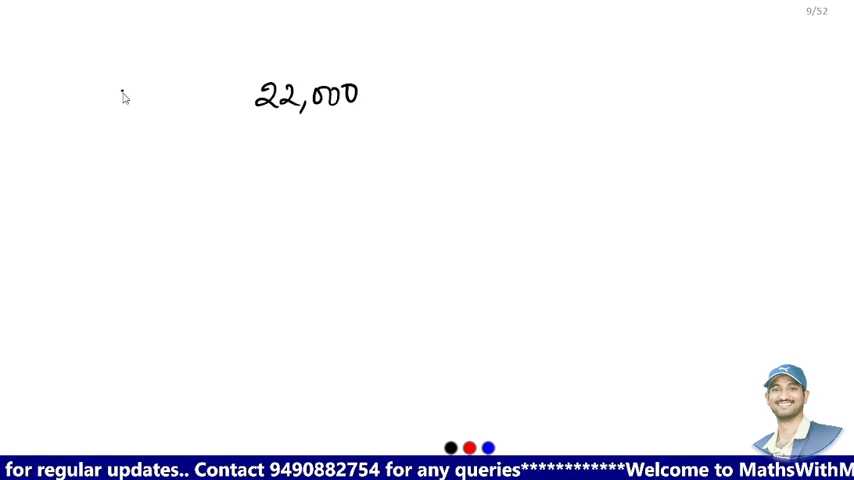 9/52
22,000
for regular updates.. Contact 9490882754 for any queries************Welcome to MathsWithM